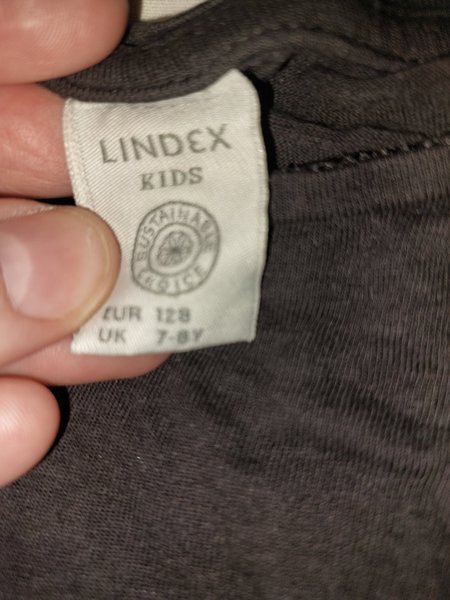 LINDEX
KIDS
SUSTAINABLE
CHOICE
EUR 128
UK 7-8Y